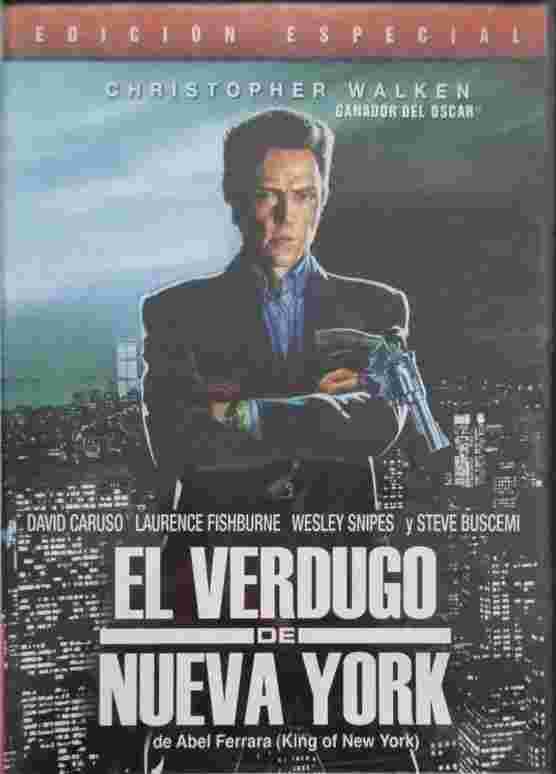 EDICIÓN ESPECIAL
CHRISTOPHER WALKEN
GANADOR DEL OSCAR®
DAVID CARUSO LAURENCE FISHBURNE WESLEY SNIPES y STEVE BUSCEMI
EL VERDUGO
DE
NUEVA YORK
de Abel Ferrara (King of New York)